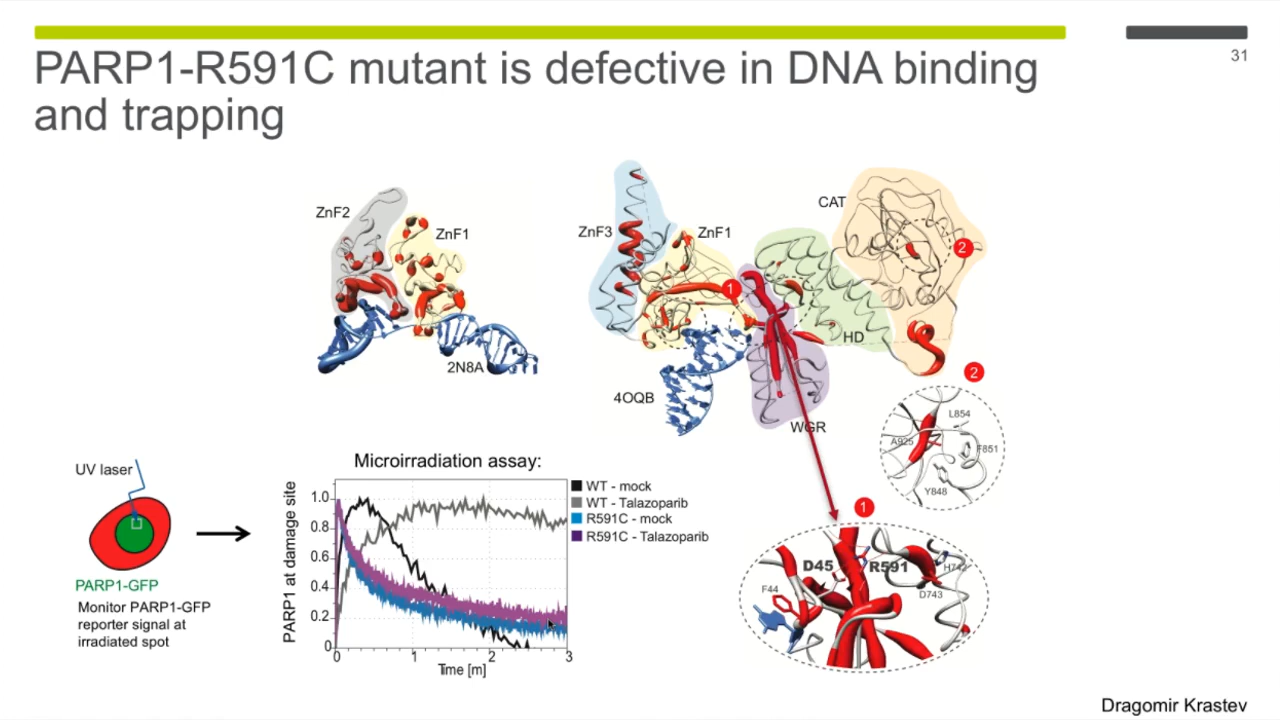 31
PARP1-R591C mutant is defective in DNA binding
and trapping
ZnF2
ZnF1
2N8A
ZnF3
ZnF1
CAT
1
2
HD
4OQB
WGR
2
L854
A925
F851
Y848
1
D45
R591
H742
F44
D743
UV laser
PARP1-GFP
Monitor PARP1-GFP
reporter signal at
irradiated spot
Microirradiation assay:
PARP1 at damage site
1.0
0.8
0.6
0.4
0.2
0
0
1
2
3
Time [m]
WT - mock
WT - Talazoparib
R591C - mock
R591C - Talazoparib
Dragomir Krastev